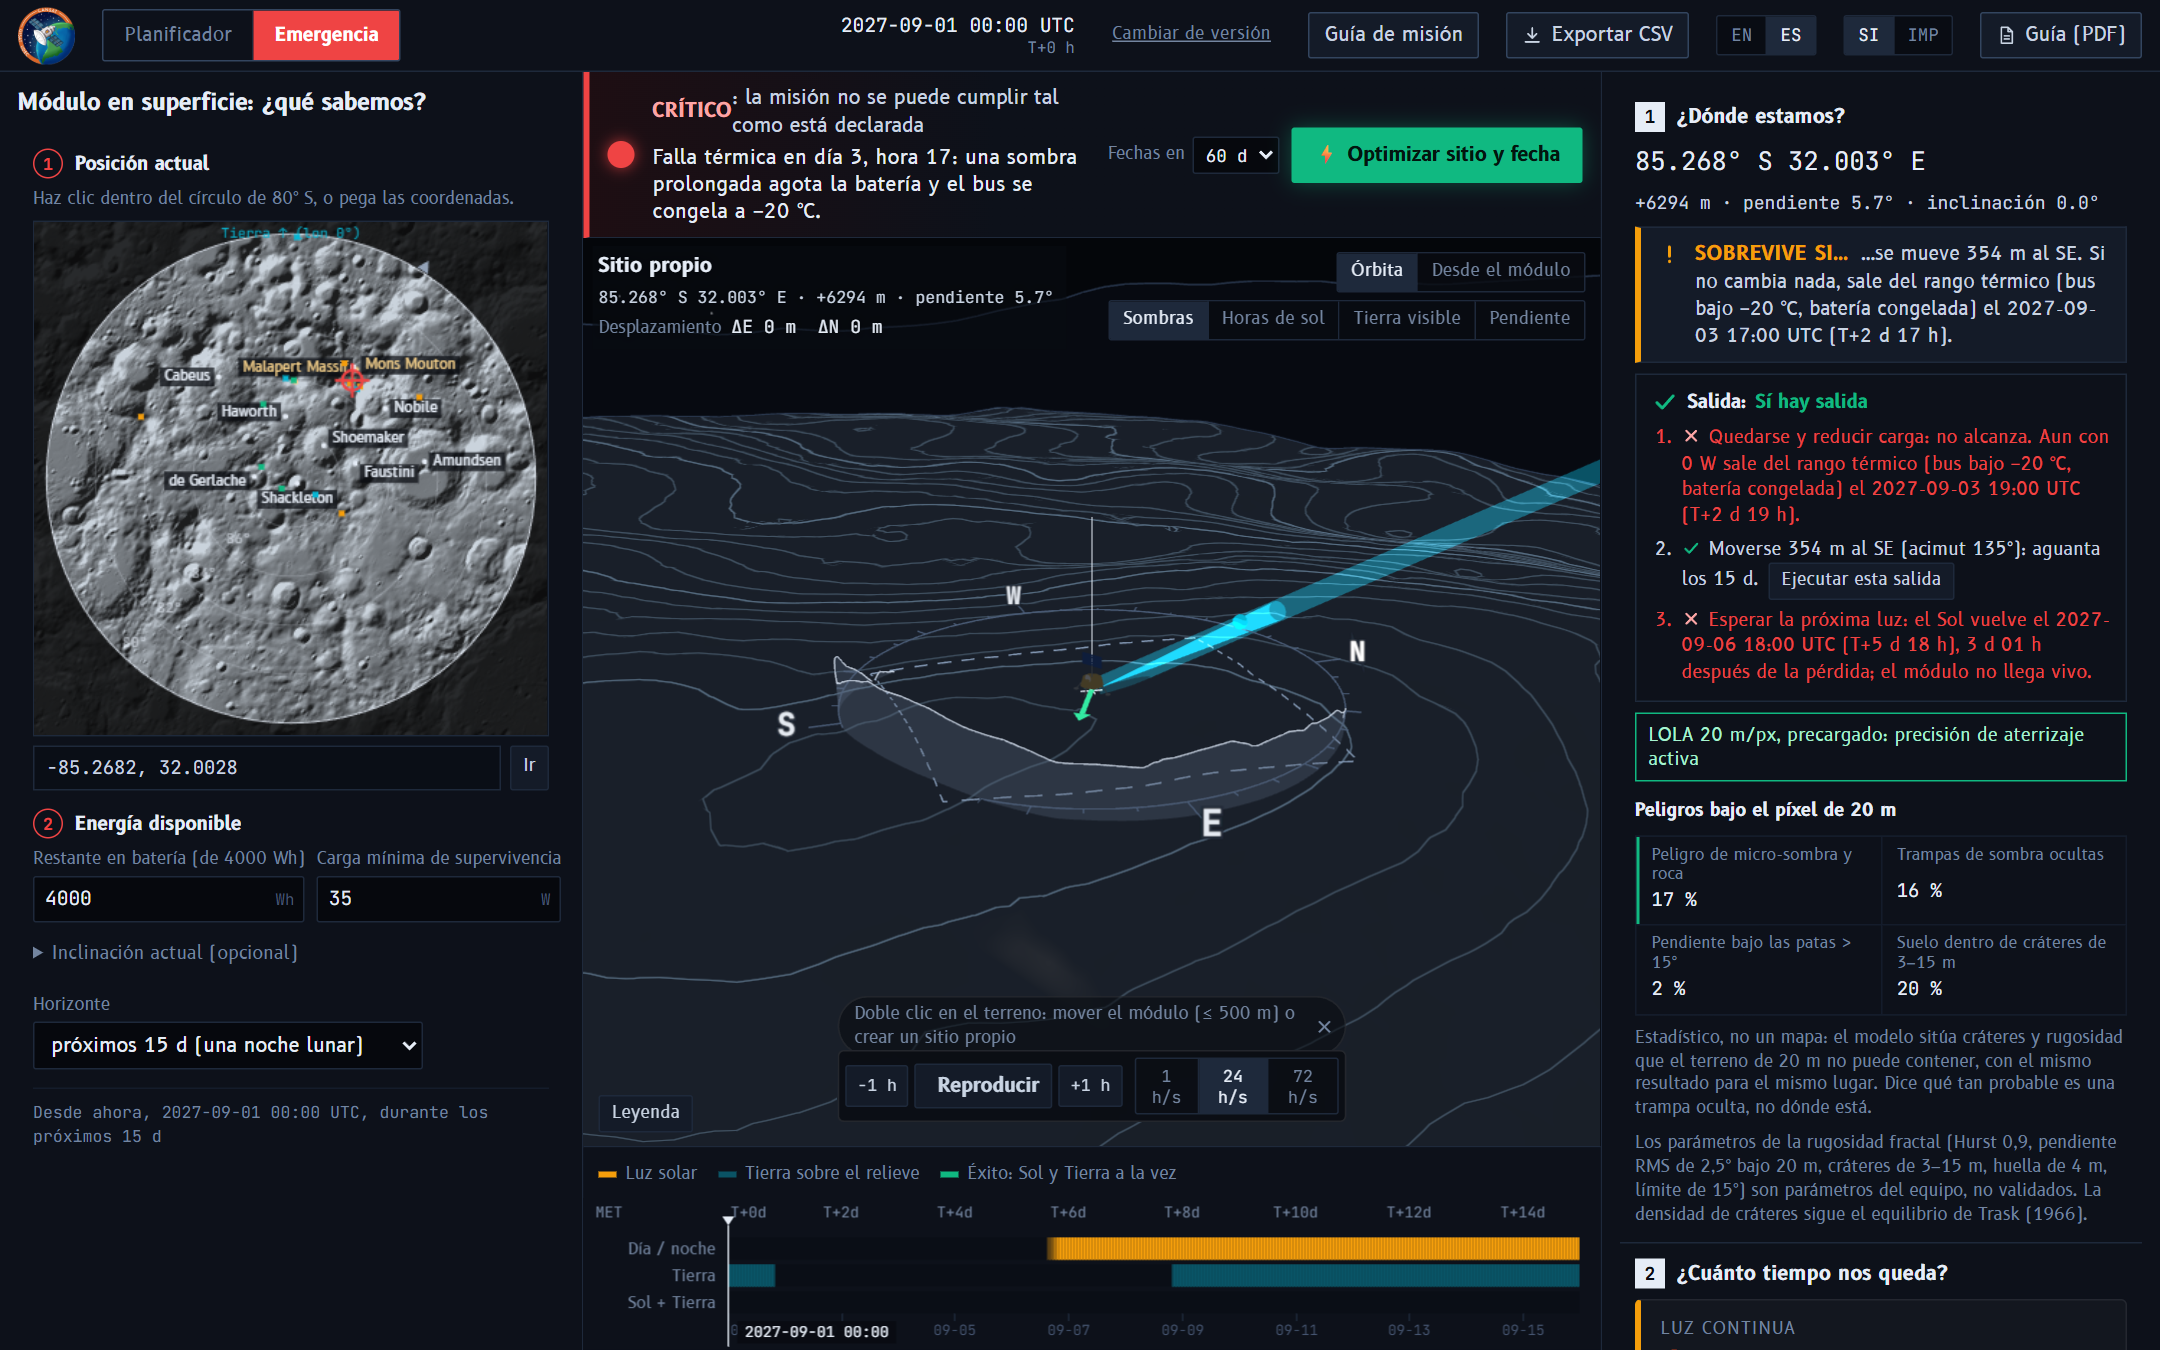 Planificador
Emergencia
2027-09-01 00:00 UTC
T+0 h
Cambiar de versión
Guía de misión
Exportar CSV
EN ES
SI IMP
Guía (PDF)
Módulo en superficie: ¿qué sabemos?
1 Posición actual
Haz clic dentro del círculo de 80° S, o pega las coordenadas.
Tierra ↑ (lon 0°)
Cabeus
Malapert Massif
Mons Mouton
Haworth
Nobile
Shoemaker
Amundsen
Faustini
de Gerlache
Shackleton
86°
82°
80°
-85.2682, 32.0028
Ir
2 Energía disponible
Restante en batería (de 4000 Wh)
Carga mínima de supervivencia
4000 Wh
35 W
Inclinación actual (opcional)
Horizonte
próximos 15 d (una noche lunar)
Desde ahora, 2027-09-01 00:00 UTC, durante los
próximos 15 d
CRÍTICO: la misión no se puede cumplir tal
como está declarada
Falla térmica en día 3, hora 17: una sombra
prolongada agota la batería y el bus se
congela a −20 °C.
Fechas en
60 d
Optimizar sitio y fecha
Sitio propio
85.268° S 32.003° E · +6294 m · pendiente 5.7°
Desplazamiento ΔE 0 m ΔN 0 m
Órbita
Desde el módulo
Sombras
Horas de sol
Tierra visible
Pendiente
W
N
S
E
Doble clic en el terreno: mover el módulo (≤ 500 m) o
crear un sitio propio
×
-1 h
Reproducir
+1 h
1 h/s
24 h/s
72 h/s
Leyenda
Luz solar
Tierra sobre el relieve
Éxito: Sol y Tierra a la vez
MET T+0d T+2d T+4d T+6d T+8d T+10d T+12d T+14d
Día / noche
Tierra
Sol + Tierra
2027-09-01 00:00 09-05 09-07 09-09 09-11 09-13 09-15
1 ¿Dónde estamos?
85.268° S 32.003° E
+6294 m · pendiente 5.7° · inclinación 0.0°
! SOBREVIVE SI... ...se mueve 354 m al SE. Si
no cambia nada, sale del rango térmico (bus
bajo −20 °C, batería congelada) el 2027-09-
03 17:00 UTC (T+2 d 17 h).
Salida: Sí hay salida
1. ✕ Quedarse y reducir carga: no alcanza. Aun con
0 W sale del rango térmico (bus bajo −20 °C,
batería congelada) el 2027-09-03 19:00 UTC
(T+2 d 19 h).
2. ✓ Moverse 354 m al SE (acimut 135°): aguanta
los 15 d. Ejecutar esta salida
3. ✕ Esperar la próxima luz: el Sol vuelve el 2027-
09-06 18:00 UTC (T+5 d 18 h), 3 d 01 h
después de la pérdida; el módulo no llega vivo.
LOLA 20 m/px, precargado: precisión de aterrizaje
activa
Peligros bajo el píxel de 20 m
Peligro de micro-sombra y
roca
17 %
Trampas de sombra ocultas
16 %
Pendiente bajo las patas >
15°
2 %
Suelo dentro de cráteres de
3–15 m
20 %
Estadístico, no un mapa: el modelo sitúa cráteres y rugosidad
que el terreno de 20 m no puede contener, con el mismo
resultado para el mismo lugar. Dice qué tan probable es una
trampa oculta, no dónde está.
Los parámetros de la rugosidad fractal (Hurst 0,9, pendiente
RMS de 2,5° bajo 20 m, cráteres de 3–15 m, huella de 4 m,
límite de 15°) son parámetros del equipo, no validados. La
densidad de cráteres sigue el equilibrio de Trask (1966).
2 ¿Cuánto tiempo nos queda?
LUZ CONTINUA